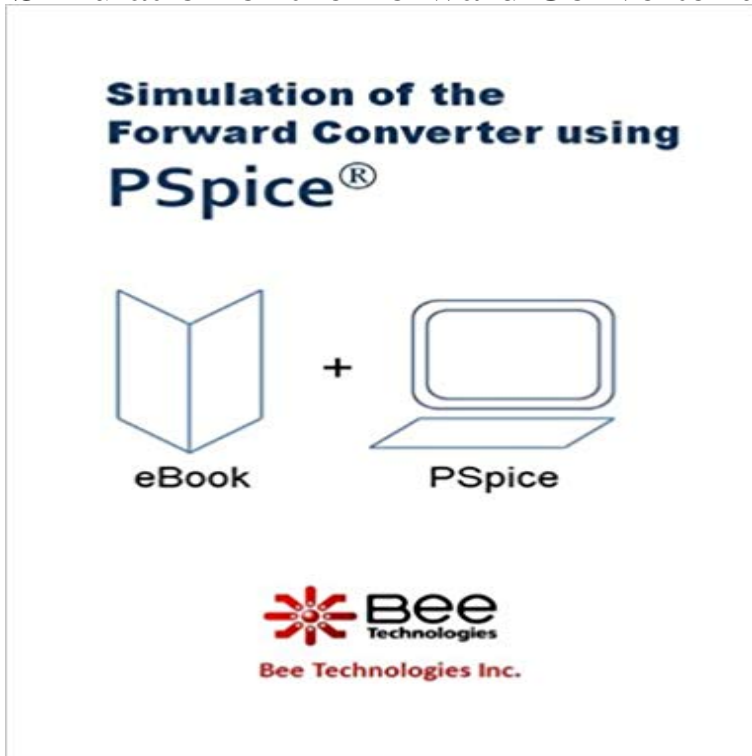 Simulation of the
Forward Converter using
PSpice®
+
eBook
PSpice
Bee
Technologies
Bee Technologies Inc.